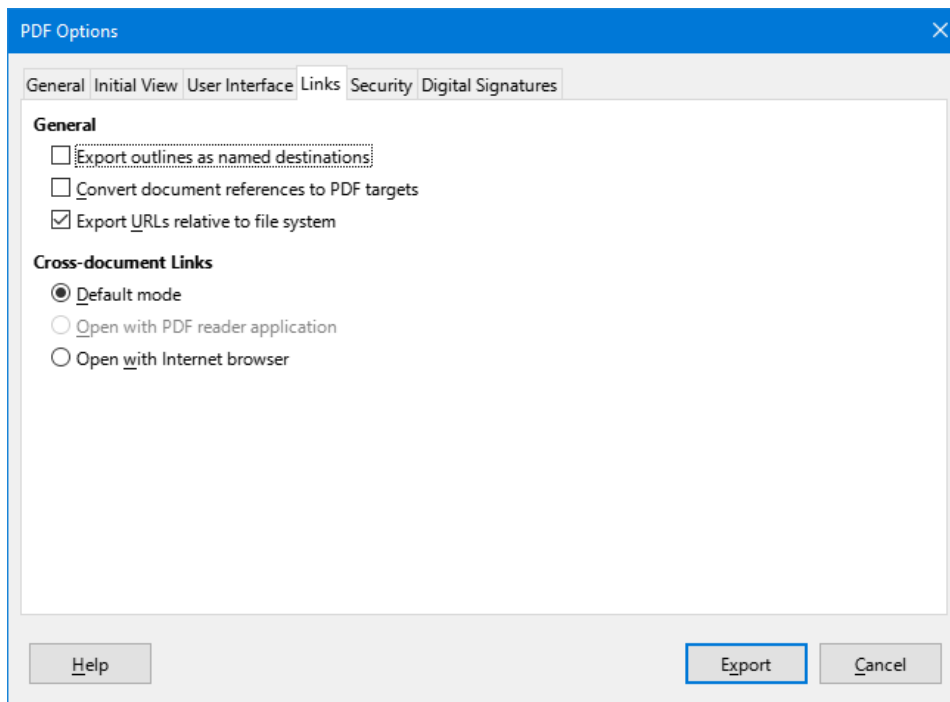 PDF Options
General Initial View User Interface Links Security Digital Signatures
General
Export outlines as named destinations
Convert document references to PDF targets
Export URLs relative to file system
Cross-document Links
Default mode
Open with PDF reader application
Open with Internet browser
Help Export Cancel